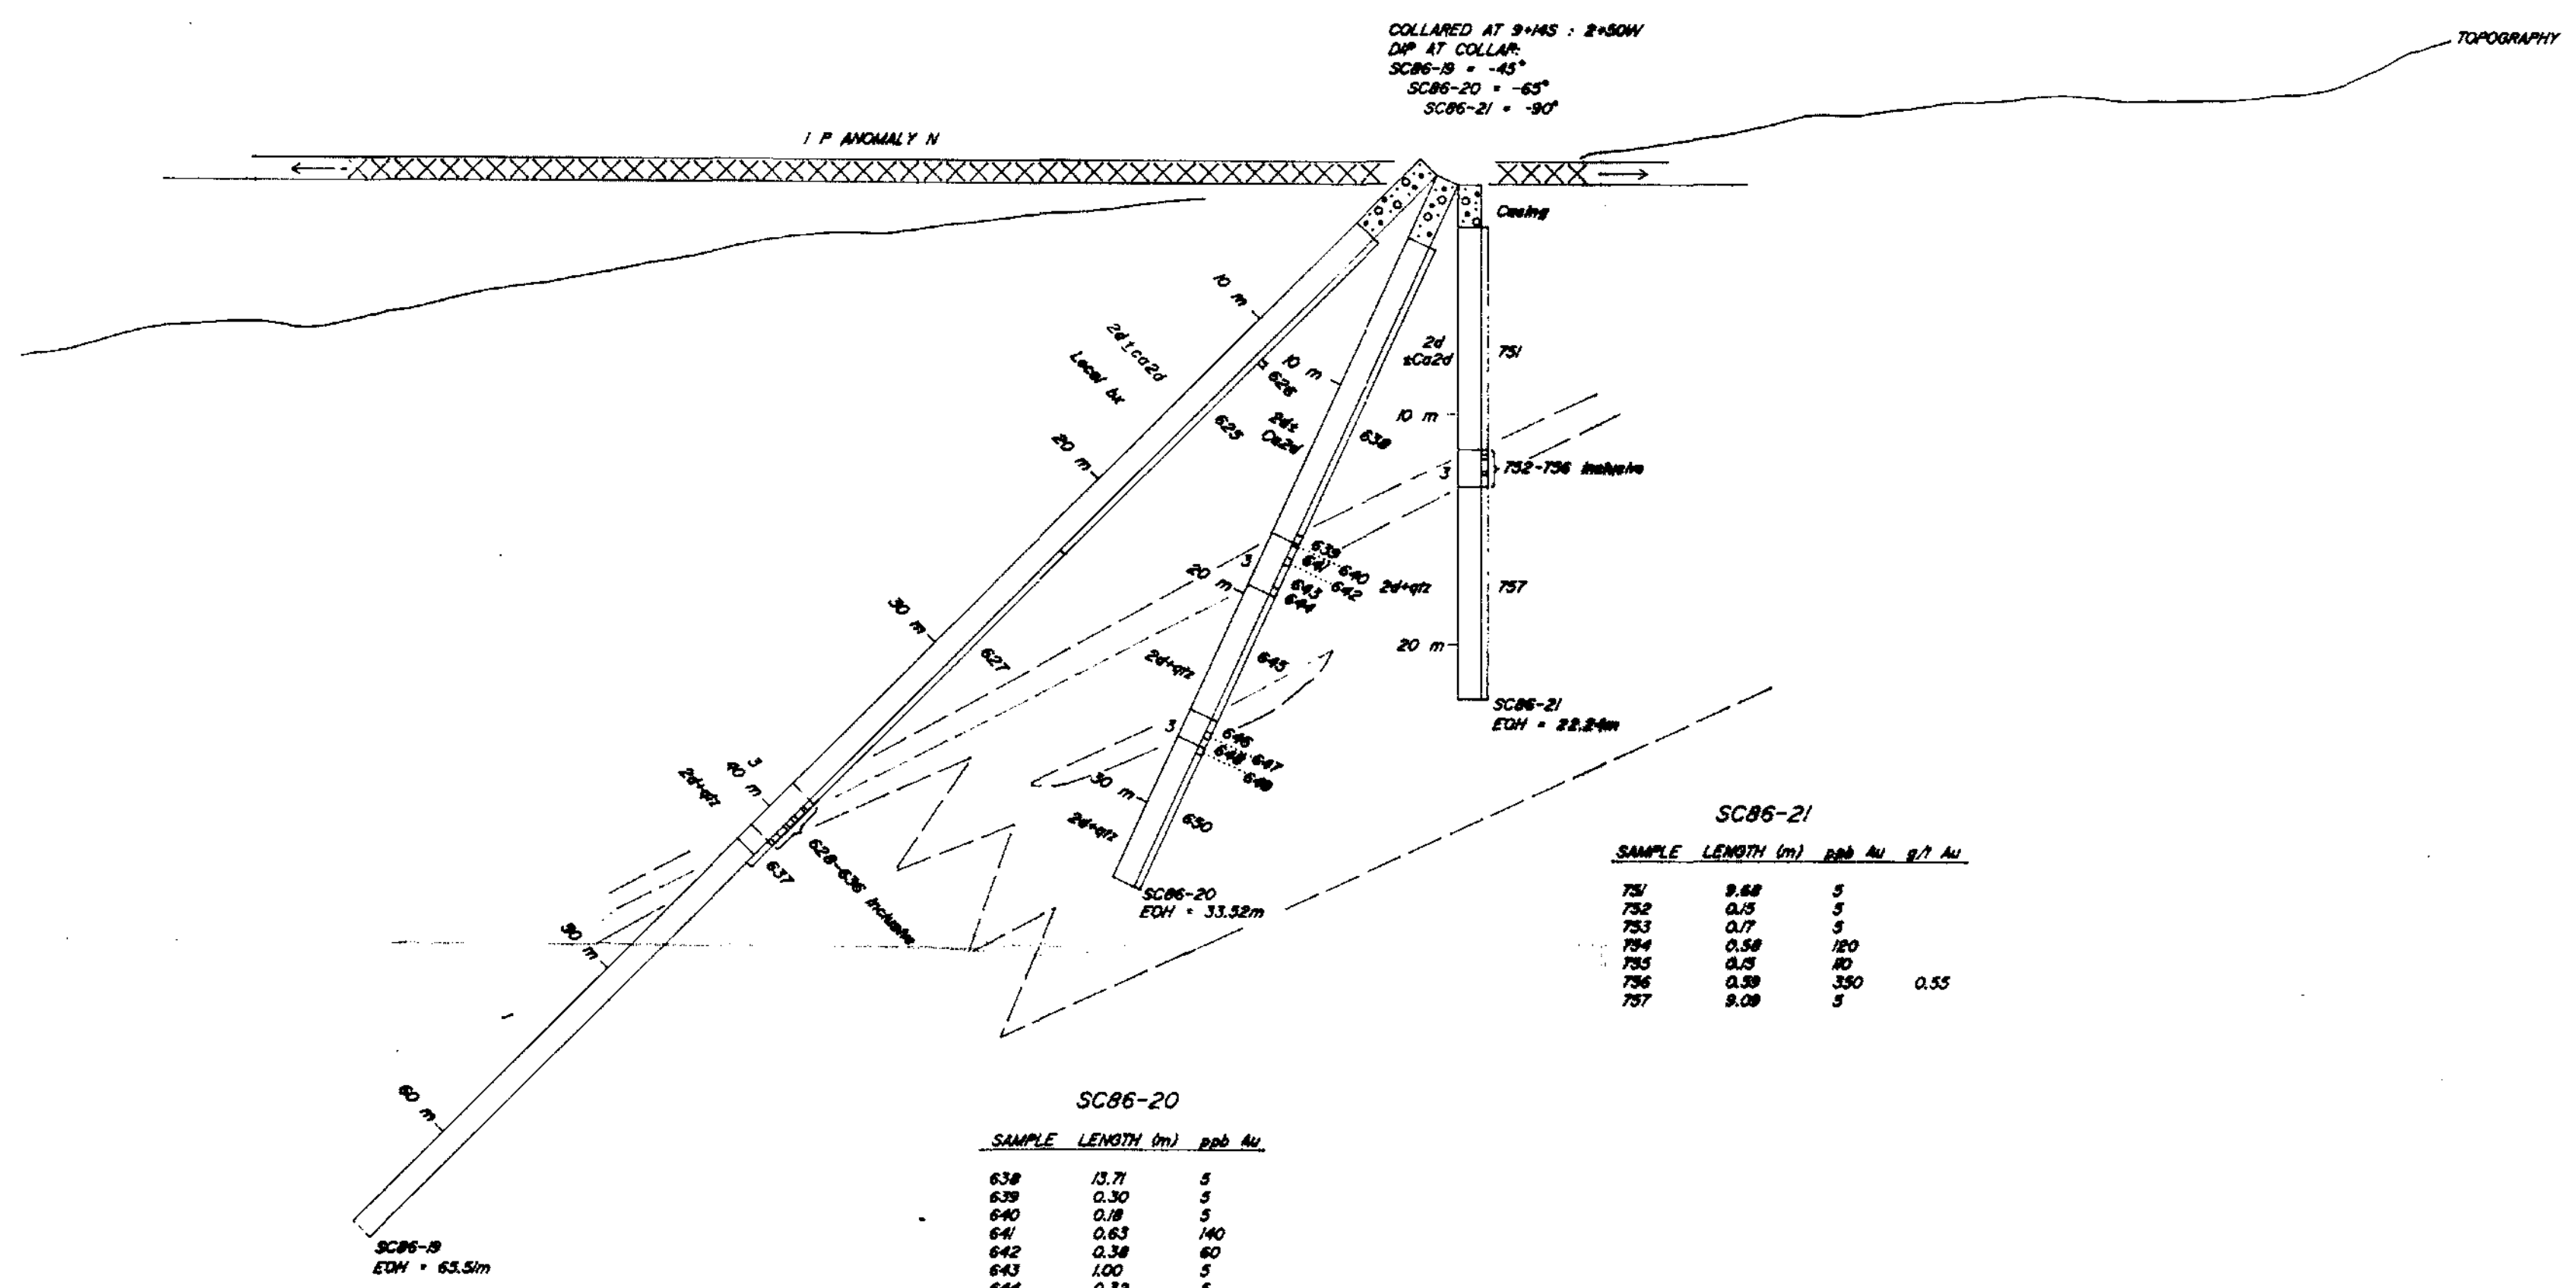 COLLARED AT 9+14S : 2+50W
DIP AT COLLAR:
SC86-19 = -45°
SC86-20 = -65°
SC86-21 = -90°
TOPOGRAPHY
I P ANOMALY N
Casing
10 m
2d±ca2d
Local bx
20 m
30 m
3
40 m
2d+qtz
50 m
60 m
626
625
627
628-636 Inclusive
637
SC86-19
EOH = 65.51m
10 m
2d±
Ca2d
638
3
20 m
639
641 640
643 642
644
2d+qtz
2d+qtz
645
3
646
648 647
649
30 m
2d+qtz
650
SC86-20
EOH = 33.52m
2d
±Ca2d
751
10 m
3
752-756 Inclusive
757
20 m
SC86-21
EOH = 22.24m
SC86-21
SAMPLE LENGTH (m) ppb Au g/t Au
751 9.68 5
752 0.15 5
753 0.17 5
754 0.58 120
755 0.15
756 0.59 350 0.55
757 9.09 5
SC86-20
SAMPLE LENGTH (m) ppb Au
638 13.71 5
639 0.30 5
640 0.18 5
641 0.63 140
642 0.38 60
643 1.00 5
644 0.32 5